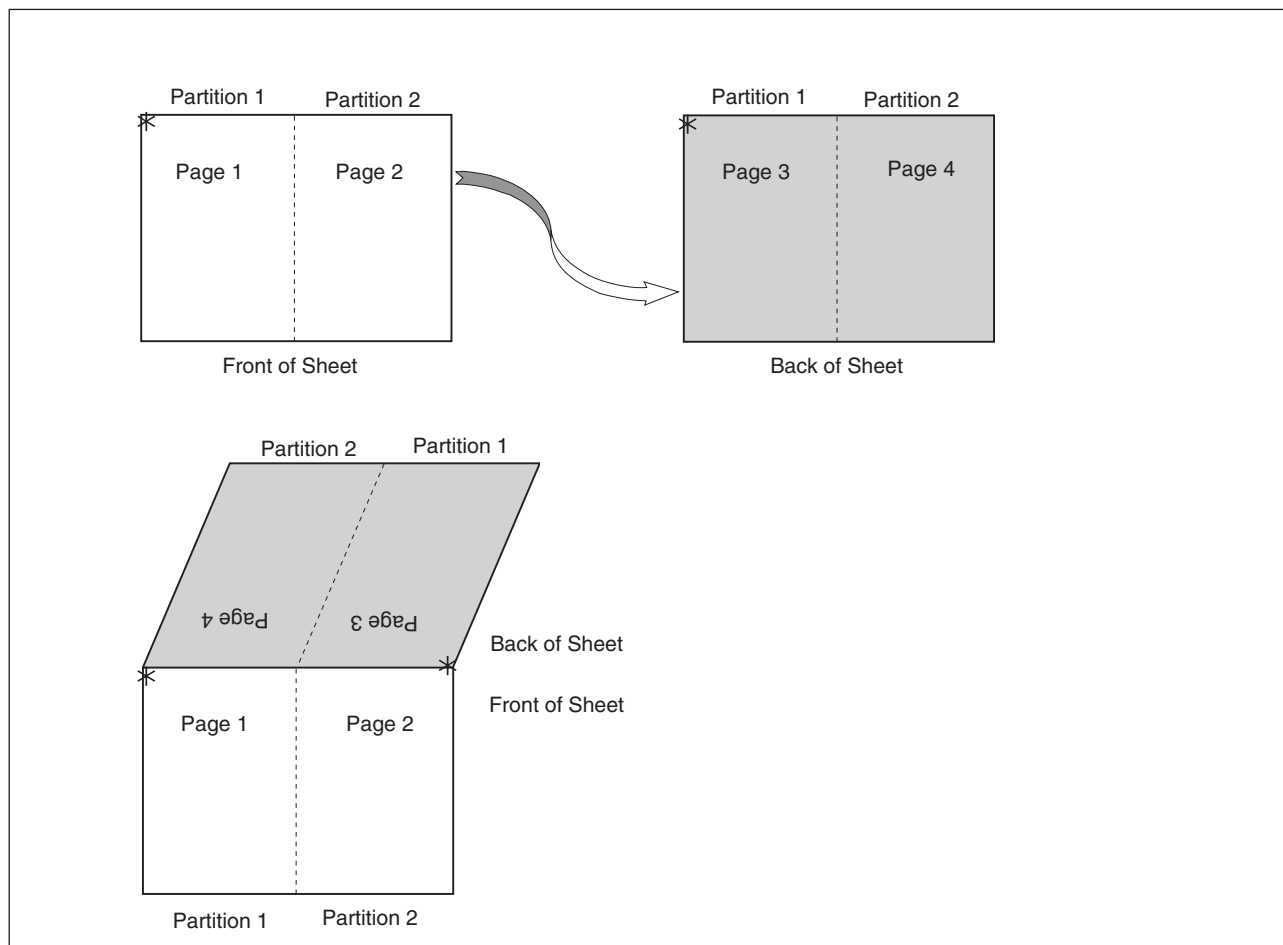 Partition 1 Partition 2 Partition 1 Partition 2
Page 1 Page 2 Page 3 Page 4
Front of Sheet Back of Sheet
Partition 2 Partition 1
Page 4 Page 3
Back of Sheet
Front of Sheet
Page 1 Page 2
Partition 1 Partition 2